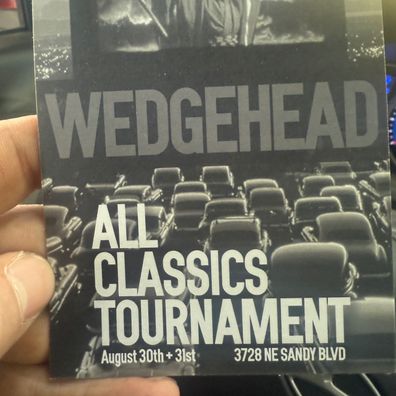 WEDGEHEAD
ALL
CLASSICS
TOURNAMENT
August 30th + 31st 3728 NE SANDY BLVD